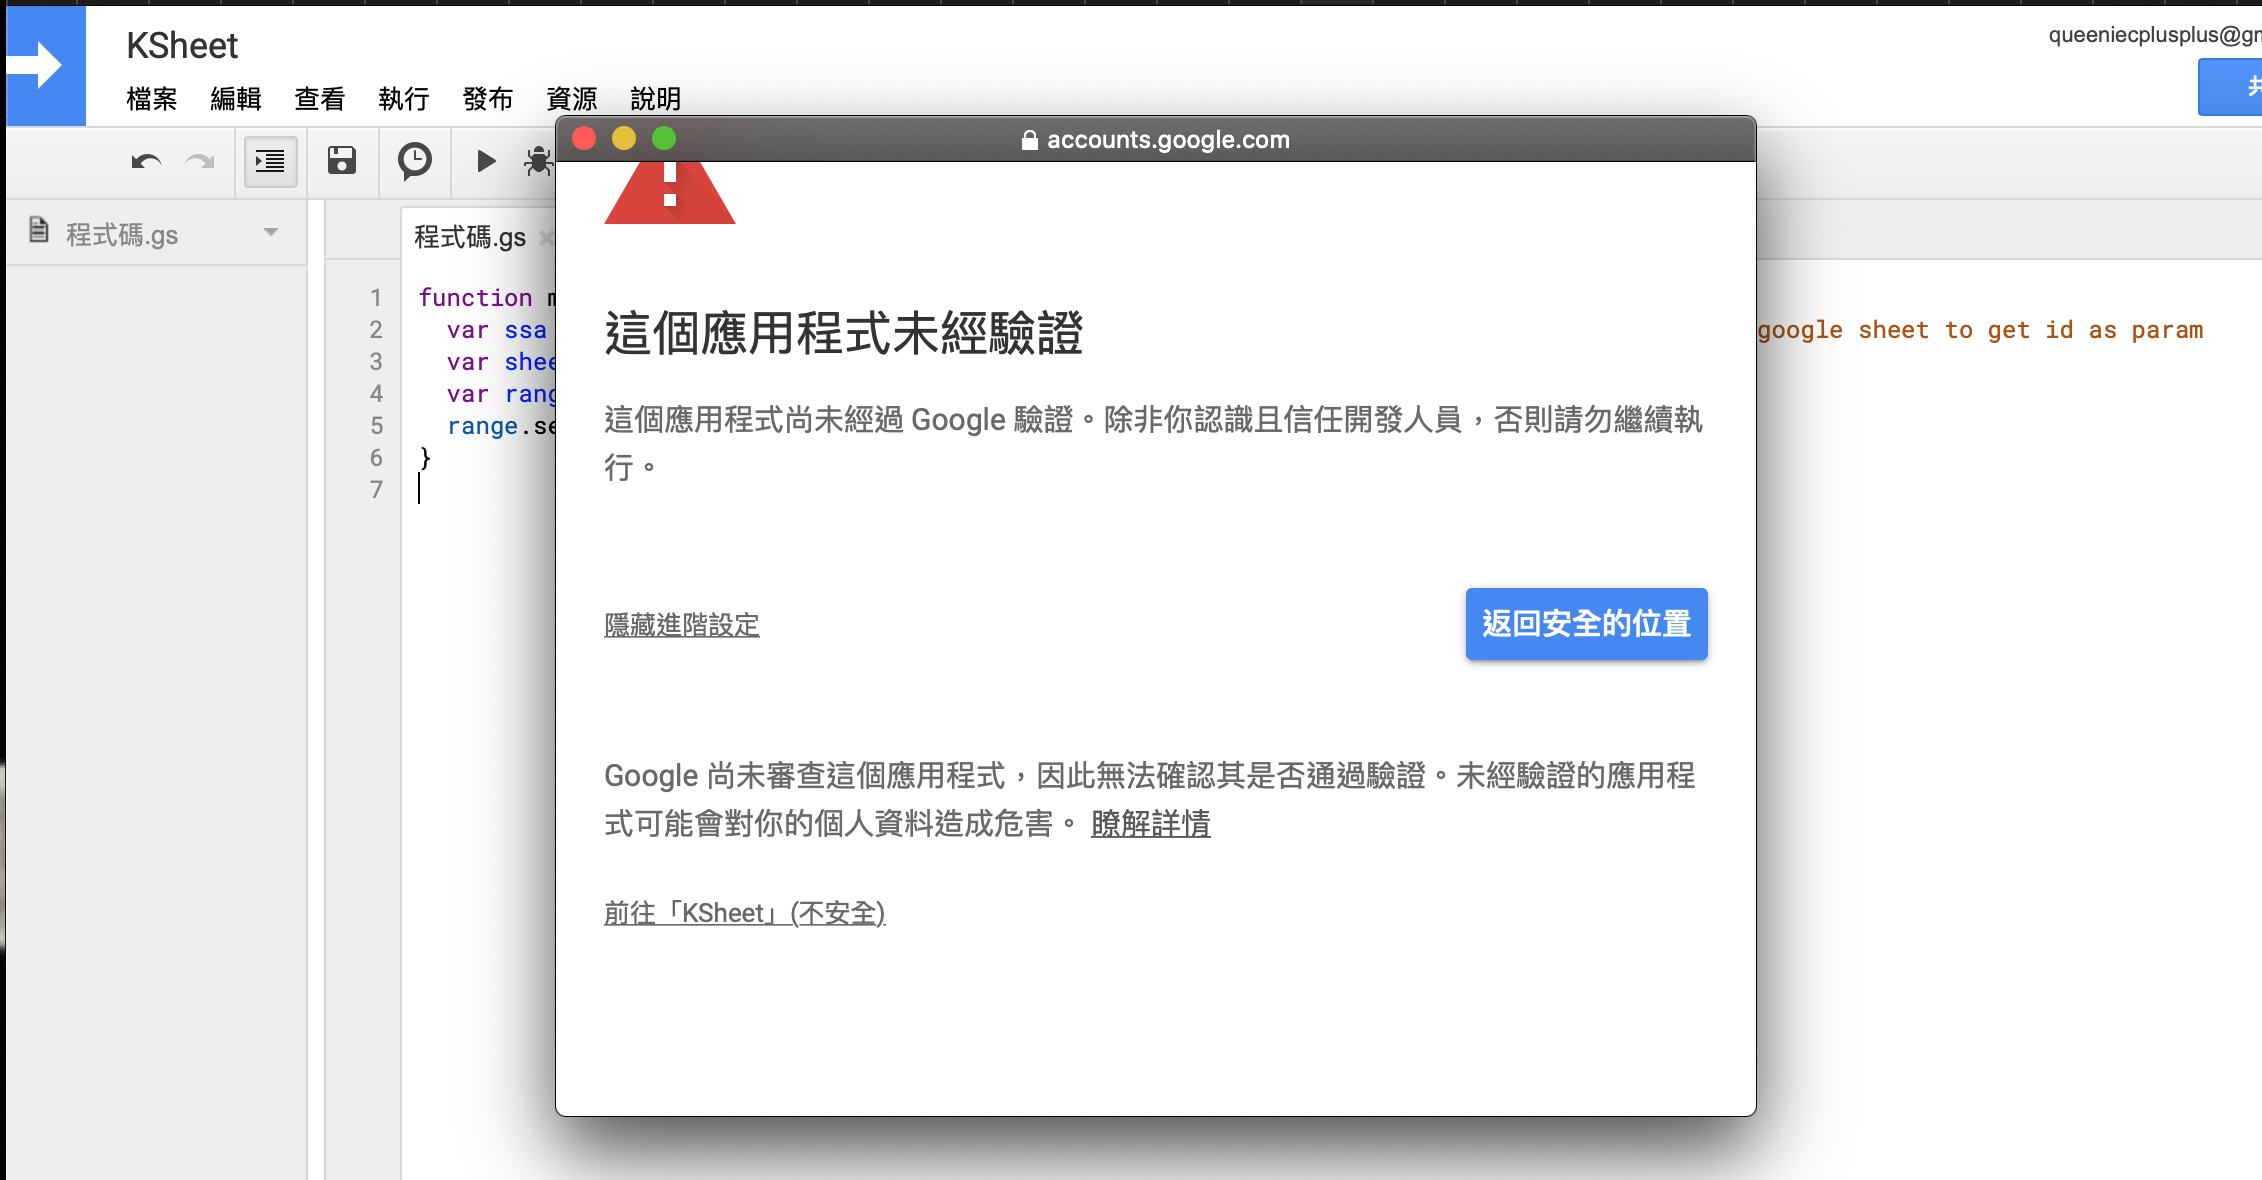 KSheet
queeniecplusplus@gm
檔案 編輯 查看 執行 發布 資源 說明
accounts.google.com
程式碼.gs
程式碼.gs
1 function
2 var ssa
google sheet to get id as param
3 var shee
4 var rang
5 range.se
6 }
7
這個應用程式未經驗證
這個應用程式尚未經過 Google 驗證。除非你認識且信任開發人員，否則請勿繼續執
行。
隱藏進階設定
返回安全的位置
Google 尚未審查這個應用程式，因此無法確認其是否通過驗證。未經驗證的應用程
式可能會對你的個人資料造成危害。 瞭解詳情
前往「KSheet」(不安全)